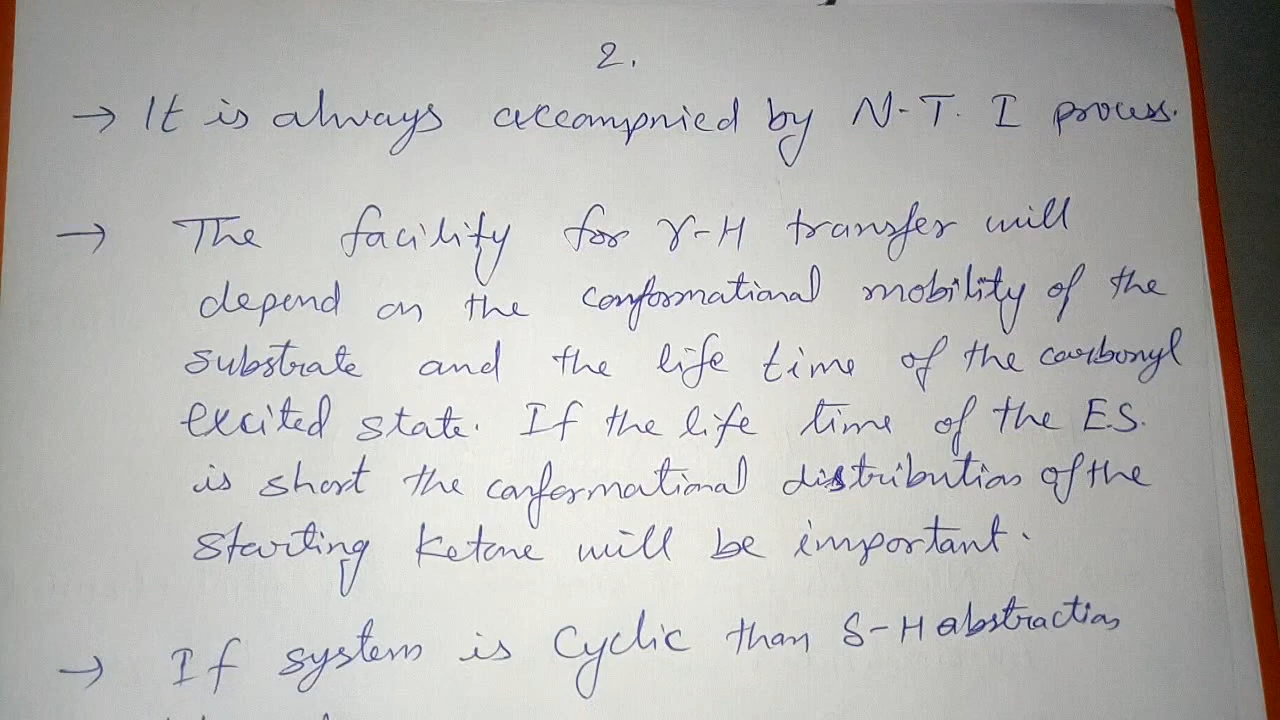 2.
→ It is always accompnied by N-T. I process.
→ The facility for γ-H transfer will
depend on the conformational mobility of the
substrate and the life time of the carbonyl
excited state. If the life time of the E.S.
is short the conformational distribution of the
starting Ketone will be important.
→ If system is Cyclic than δ-H abstraction